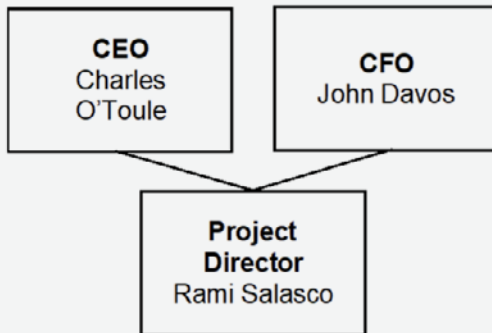 CEO
Charles
O'Toule
CFO
John Davos
Project
Director
Rami Salasco